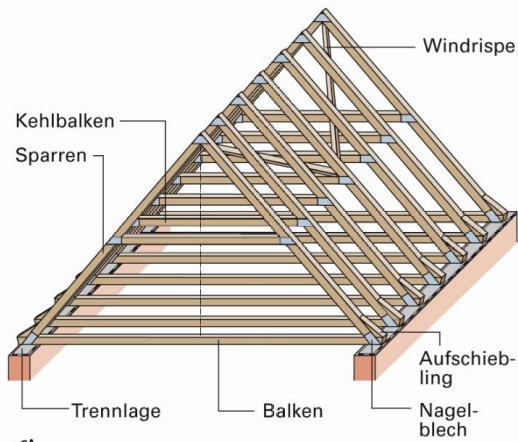 Windrispe
Kehlbalken
Sparren
Aufschieb-
ling
Trennlage
Balken
Nagel-
blech